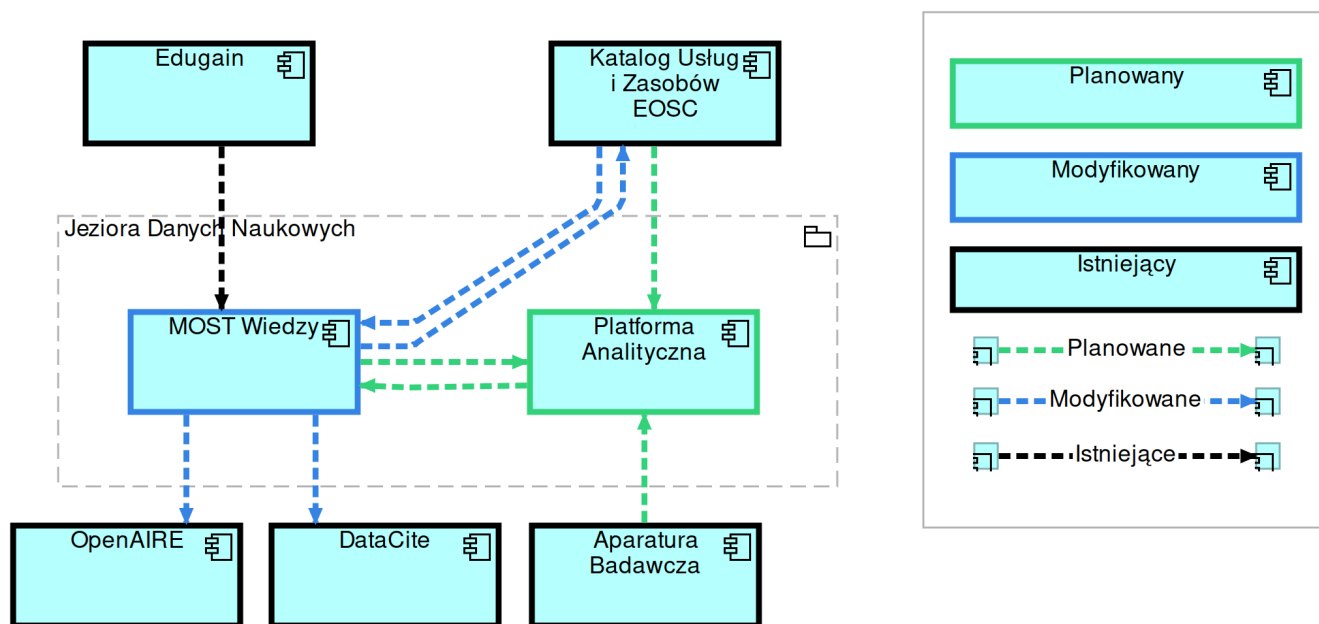 Edugain
Katalog Usług
i Zasobów
EOSC
Jeziora Danych Naukowych
MOST Wiedzy
Platforma
Analityczna
OpenAIRE
DataCite
Aparatura
Badawcza
Planowany
Modyfikowany
Istniejący
Planowane
Modyfikowane
Istniejące